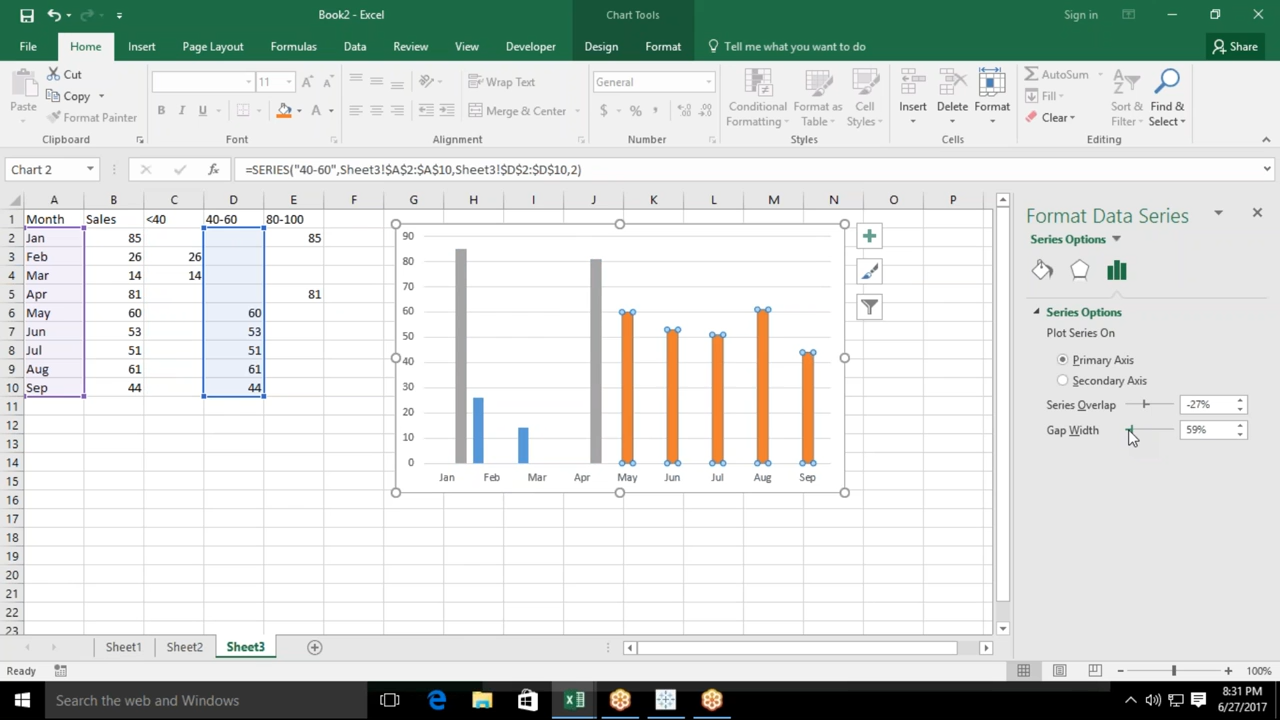 Book2 - Excel
Chart Tools
Sign in
File
Home
Insert
Page Layout
Formulas
Data
Review
View
Developer
Design
Format
Tell me what you want to do
Share
Paste
Cut
Copy
Format Painter
Clipboard
11
A A
B I U
A
Font
Wrap Text
Merge & Center
Alignment
General
$ % ,
Number
Conditional
Formatting
Format as
Table
Cell
Styles
Styles
Insert
Delete
Format
Cells
AutoSum
Fill
Clear
Sort &
Filter
Find &
Select
Editing
Chart 2
fx
=SERIES("40-60",Sheet3!$A$2:$A$10,Sheet3!$D$2:$D$10,2)
A B C D E F G H I J K L M N O P
1 Month Sales <40 40-60 80-100
2 Jan 85 85
3 Feb 26 26
4 Mar 14 14
5 Apr 81 81
6 May 60 60
7 Jun 53 53
8 Jul 51 51
9 Aug 61 61
10 Sep 44 44
11
12
13
14
15
16
17
18
19
20
21
22
23
90
80
70
60
50
40
30
20
10
0
Jan Feb Mar Apr May Jun Jul Aug Sep
Format Data Series
Series Options
Series Options
Plot Series On
Primary Axis
Secondary Axis
Series Overlap -27%
Gap Width 59%
Sheet1
Sheet2
Sheet3
Ready
100%
Search the web and Windows
8:31 PM
6/27/2017